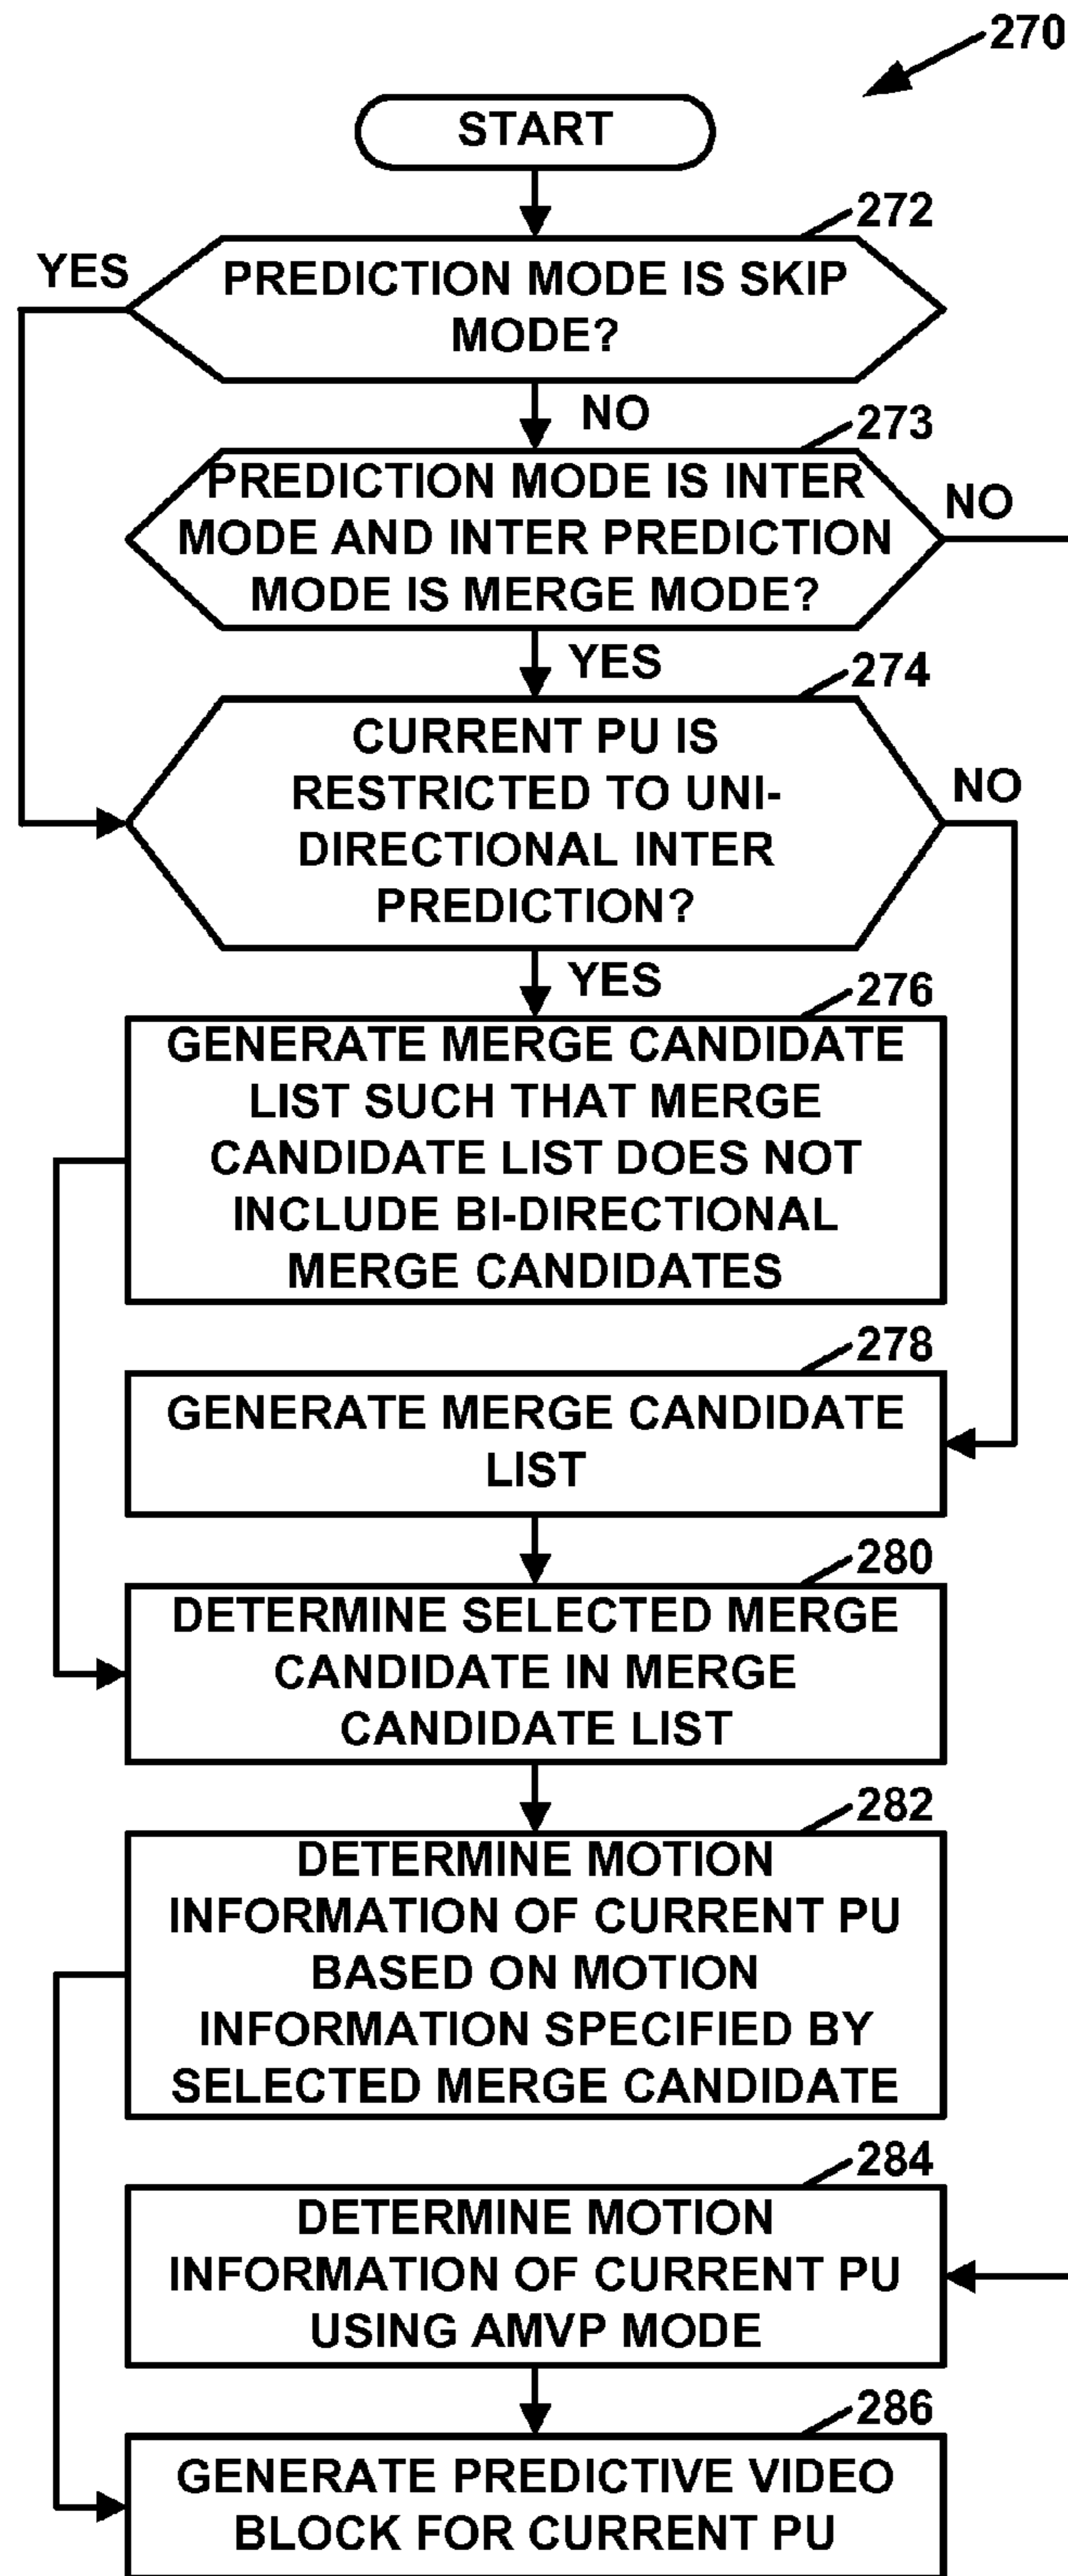 270
START
272
YES
PREDICTION MODE IS SKIP
MODE?
NO
273
PREDICTION MODE IS INTER
MODE AND INTER PREDICTION
MODE IS MERGE MODE?
NO
YES
274
CURRENT PU IS
RESTRICTED TO UNI-
DIRECTIONAL INTER
PREDICTION?
NO
YES
276
GENERATE MERGE CANDIDATE
LIST SUCH THAT MERGE
CANDIDATE LIST DOES NOT
INCLUDE BI-DIRECTIONAL
MERGE CANDIDATES
278
GENERATE MERGE CANDIDATE
LIST
280
DETERMINE SELECTED MERGE
CANDIDATE IN MERGE
CANDIDATE LIST
282
DETERMINE MOTION
INFORMATION OF CURRENT PU
BASED ON MOTION
INFORMATION SPECIFIED BY
SELECTED MERGE CANDIDATE
284
DETERMINE MOTION
INFORMATION OF CURRENT PU
USING AMVP MODE
286
GENERATE PREDICTIVE VIDEO
BLOCK FOR CURRENT PU